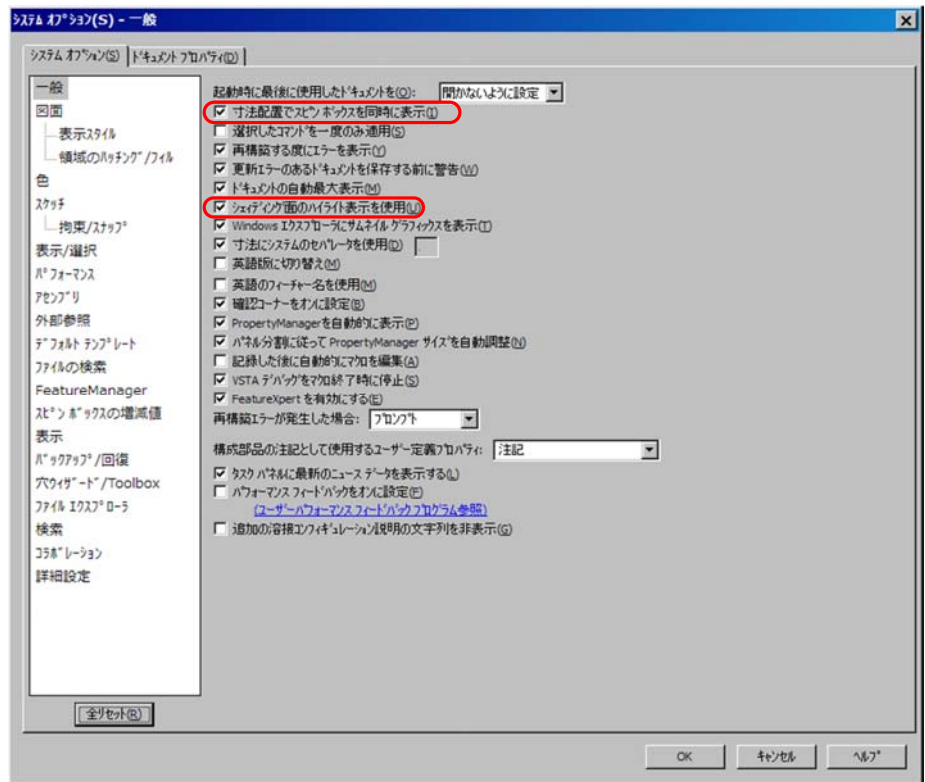 システム オプション(S) - 一般
システム オプション(S)
ドキュメント プロパティ(D)
一般
図面
表示スタイル
領域のハッチング/フィル
色
スケッチ
拘束/スナップ
表示/選択
パフォーマンス
アセンブリ
外部参照
デフォルト テンプレート
ファイルの検索
FeatureManager
スピン ボックスの増減値
表示
バックアップ/回復
穴ウィザード/Toolbox
ファイル エクスプローラ
検索
コラボレーション
詳細設定
全リセット(R)
起動時に最後に使用したドキュメントを(O): 開かないように設定
寸法配置でスピン ボックスを同時に表示(I)
選択したコマンドを一度のみ適用(S)
再構築する度にエラーを表示(Y)
更新エラーのあるドキュメントを保存する前に警告(W)
ドキュメントの自動最大表示(M)
シェイディング面のハイライト表示を使用(U)
Windows エクスプローラにサムネイル グラフィックスを表示(T)
寸法にシステムのセパレータを使用(D) .
英語版に切り替え(M)
英語のフィーチャー名を使用(M)
確認コーナーをオンに設定(B)
PropertyManagerを自動的に表示(P)
パネル分割に従って PropertyManager サイズを自動調整(N)
記録した後に自動的にマクロを編集(A)
VSTA デバッグをマクロ終了時に停止(S)
FeatureXpert を有効にする(E)
再構築エラーが発生した場合: プロンプト
構成部品の注記として使用するユーザー定義プロパティ: 注記
タスク パネルに最新のニュース データを表示する(L)
パフォーマンス フィードバックをオンに設定(F)
(ユーザーパフォーマンス フィードバック プログラム参照)
追加の溶接コンフィギュレーション説明の文字列を非表示(G)
OK
キャンセル
ヘルプ